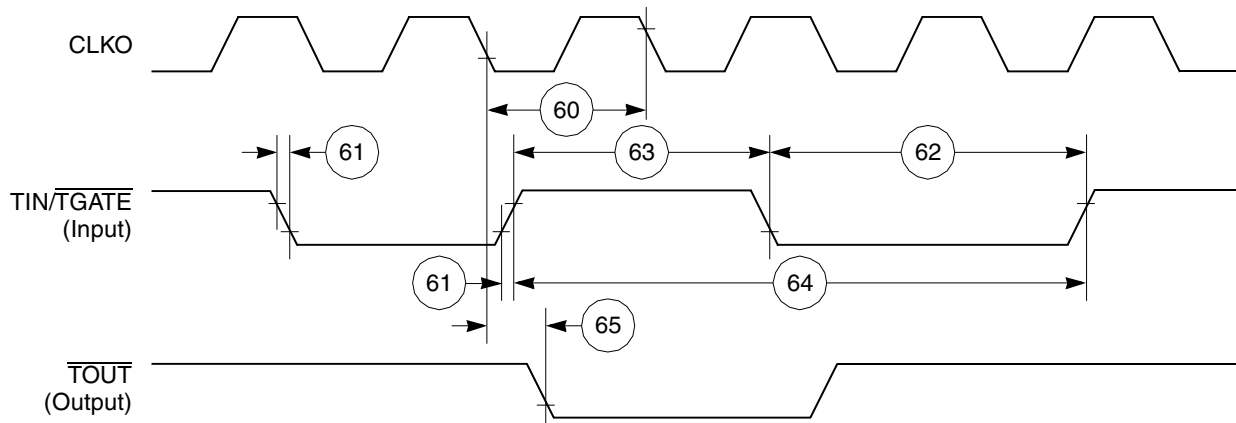 CLKO
60
61
63
62
TIN/TGATE
(Input)
61
64
65
TOUT
(Output)